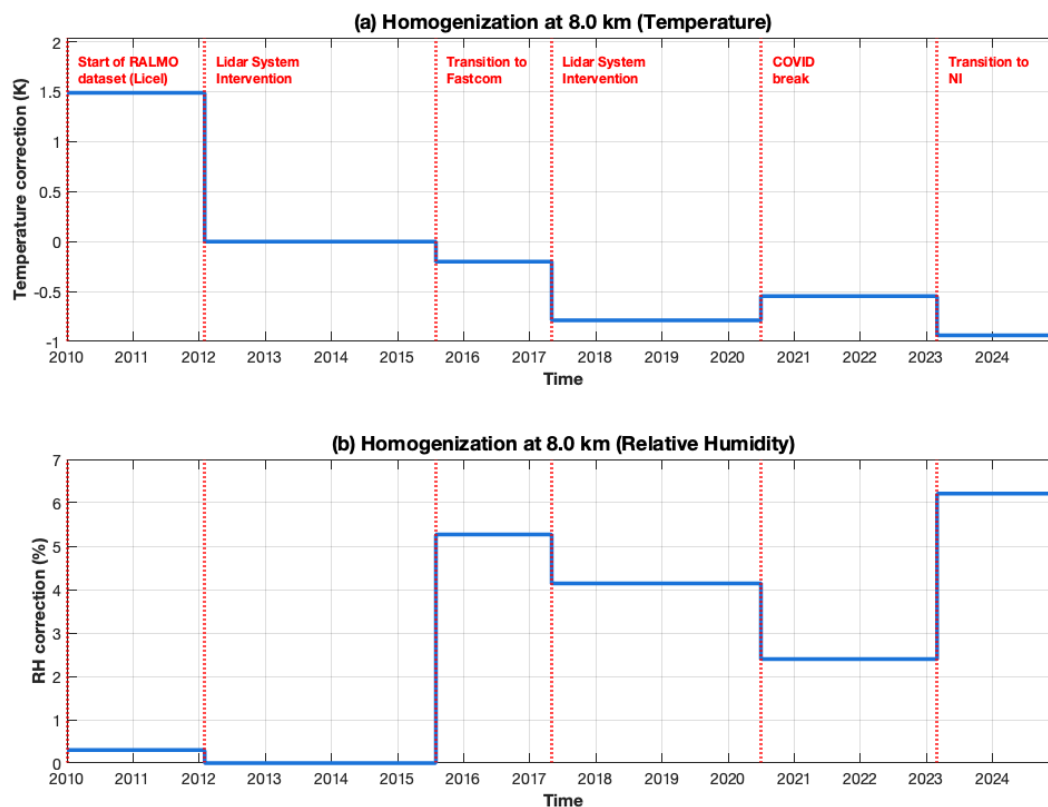 (a) Homogenization at 8.0 km (Temperature)
Start of RALMO
dataset (Licel)
Lidar System
Intervention
Transition to
Fastcom
Lidar System
Intervention
COVID
break
Transition to
NI
Temperature correction (K)
2
1.5
1
0.5
0
-0.5
-1
2010 2011 2012 2013 2014 2015 2016 2017 2018 2019 2020 2021 2022 2023 2024
Time
(b) Homogenization at 8.0 km (Relative Humidity)
RH correction (%)
7
6
5
4
3
2
1
0
2010 2011 2012 2013 2014 2015 2016 2017 2018 2019 2020 2021 2022 2023 2024
Time